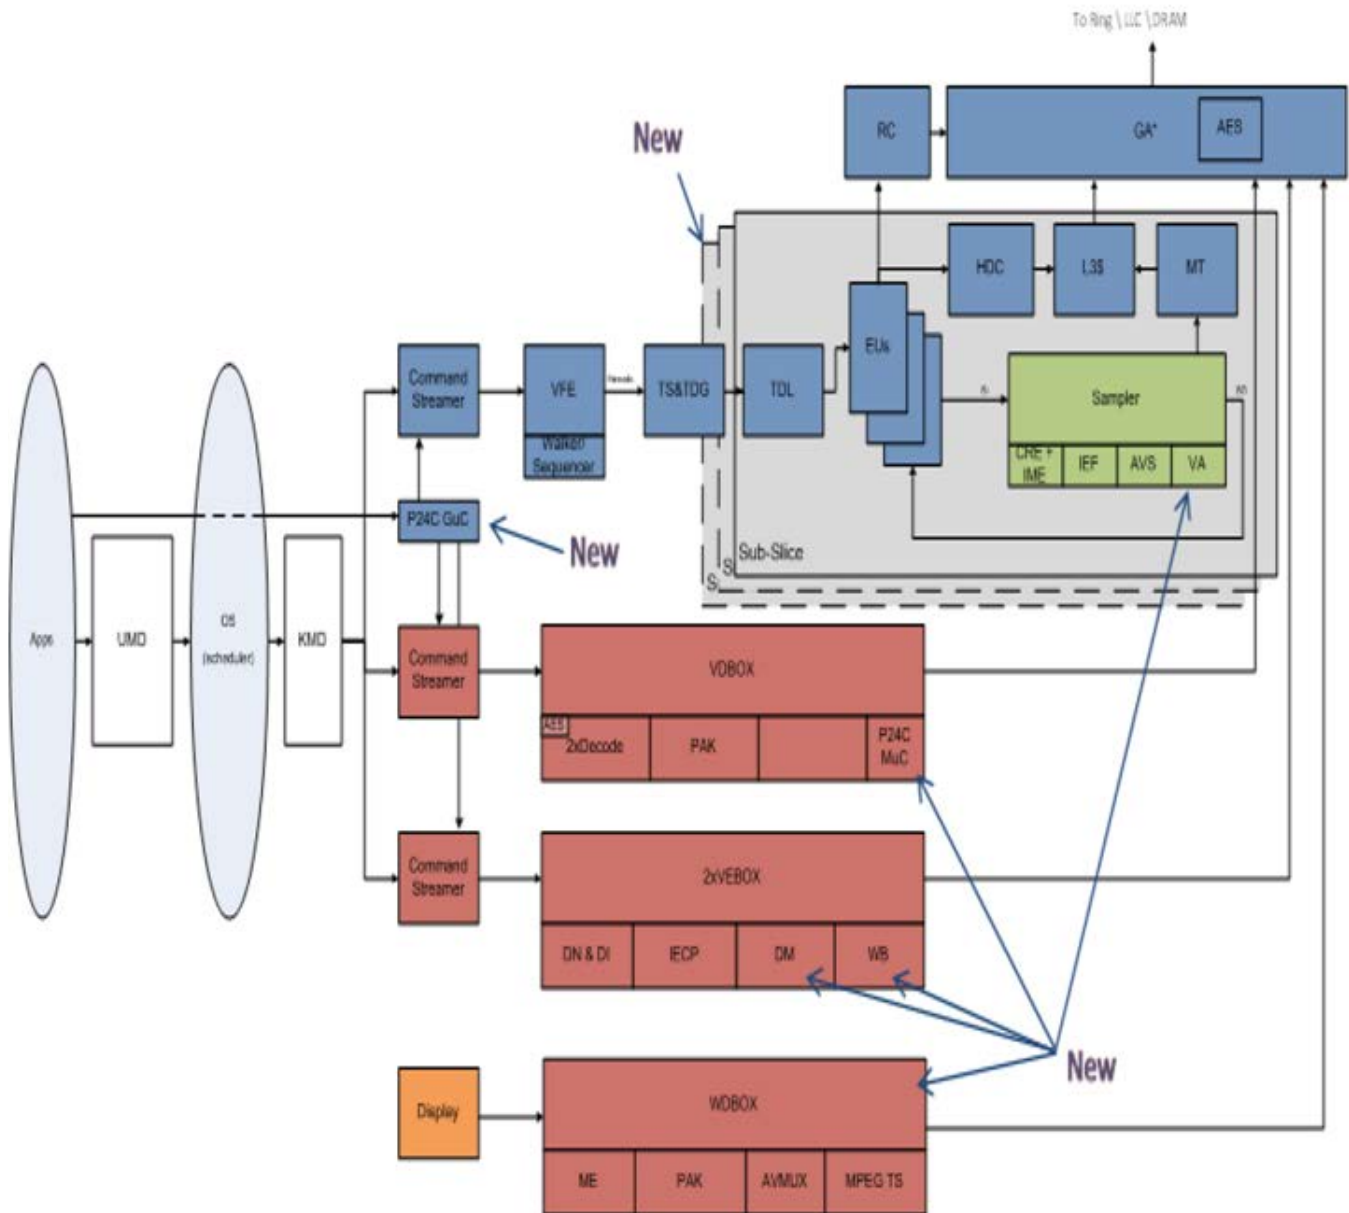 To Ring \ LLC \ DRAM
New
RC
GA*
AES
HDC
L3$
MT
EUs
Command
Streamer
VFE
Walker/
Sequencer
TS&TDG
TDL
Sampler
CRE +
IME
IEF
AVS
VA
P24C GuC
New
Sub-Slice
S
S
Apps
UMD
OS
(scheduler)
KMD
Command
Streamer
VDBOX
AES
2xDecode
PAK
P24C
MuC
Command
Streamer
2xVEBOX
DN & DI
IECP
DM
WB
New
Display
WDBOX
ME
PAK
AVMUX
MPEG TS